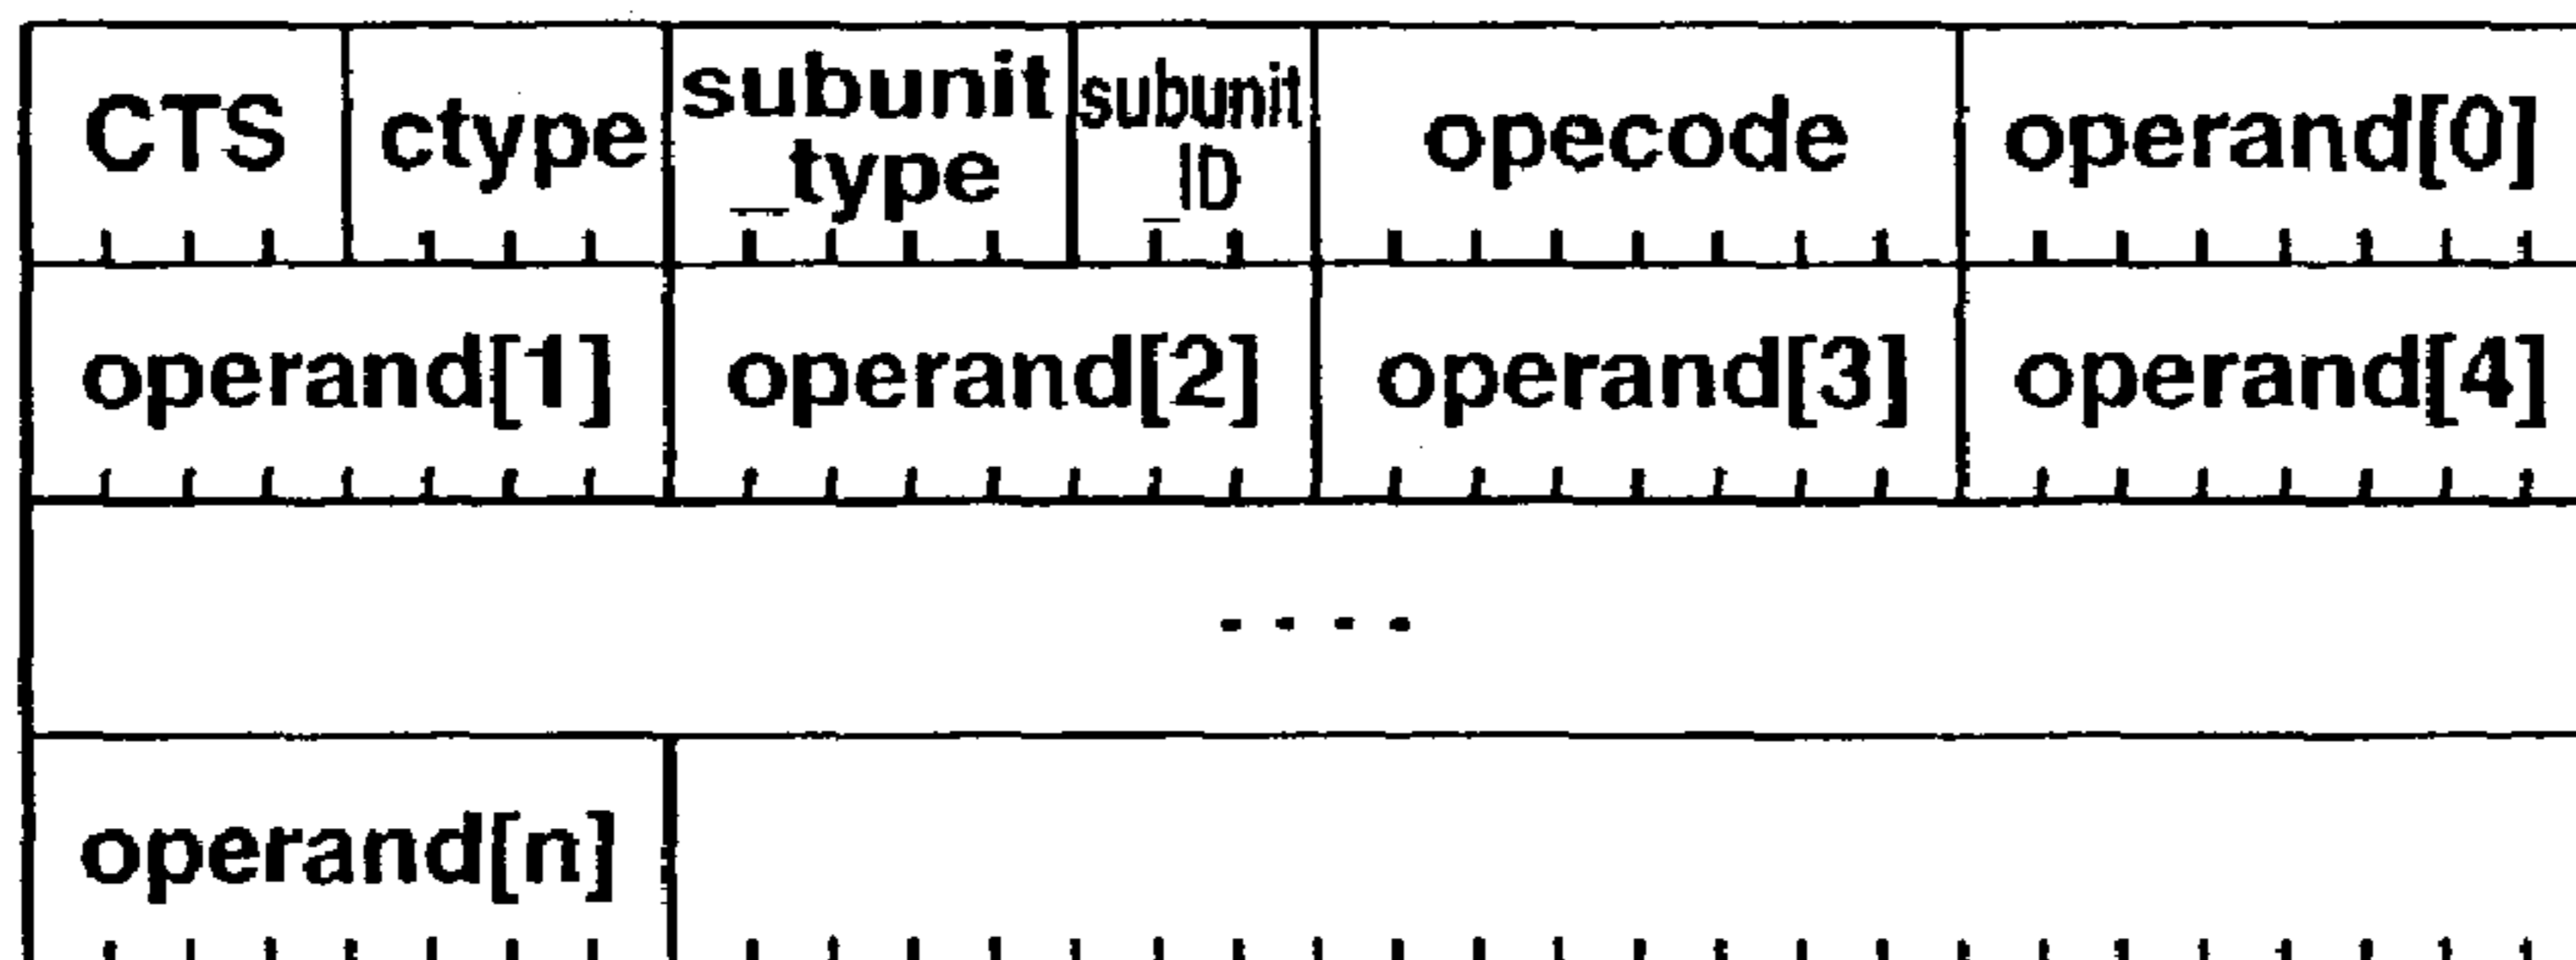 CTS ctype subunit_type subunit_ID opecode operand[0]
operand[1] operand[2] operand[3] operand[4]
....
operand[n]